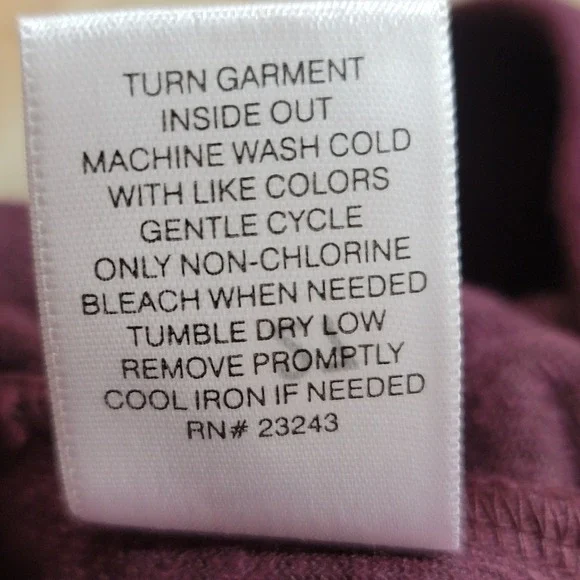 TURN GARMENT
INSIDE OUT
MACHINE WASH COLD
WITH LIKE COLORS
GENTLE CYCLE
ONLY NON-CHLORINE
BLEACH WHEN NEEDED
TUMBLE DRY LOW
REMOVE PROMPTLY
COOL IRON IF NEEDED
RN# 23243